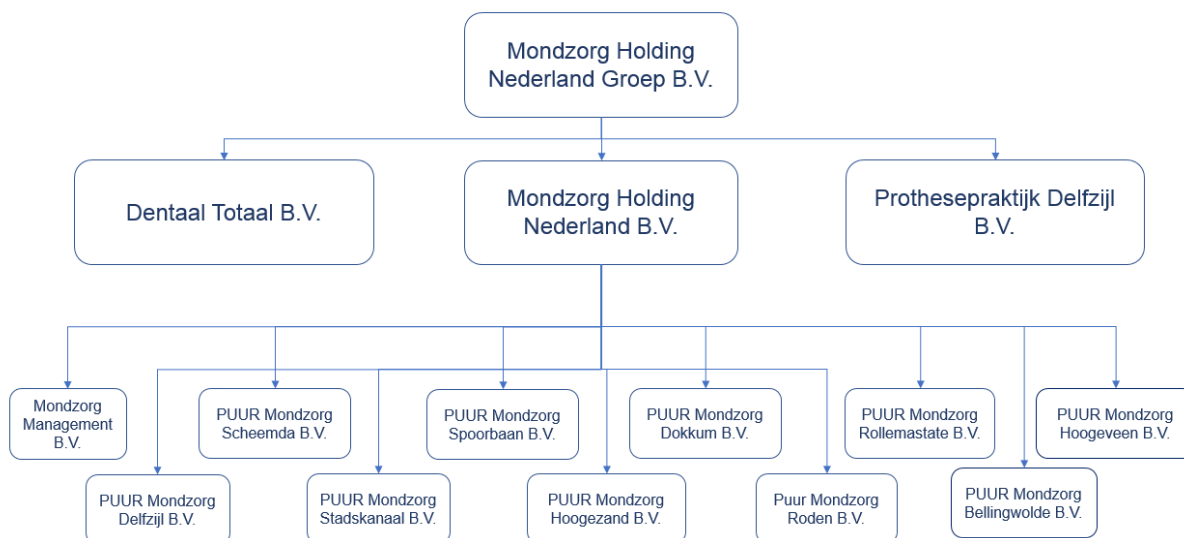 Mondzorg Holding
Nederland Groep B.V.
Dentaal Totaal B.V.
Mondzorg Holding
Nederland B.V.
Prothesepraktijk Delfzijl
B.V.
Mondzorg
Management
B.V.
PUUR Mondzorg
Scheemda B.V.
PUUR Mondzorg
Spoorbaan B.V.
PUUR Mondzorg
Dokkum B.V.
PUUR Mondzorg
Rollemastate B.V.
PUUR Mondzorg
Hoogeveen B.V.
PUUR Mondzorg
Delfzijl B.V.
PUUR Mondzorg
Stadskanaal B.V.
PUUR Mondzorg
Hoogezand B.V.
Puur Mondzorg
Roden B.V.
PUUR Mondzorg
Bellingwolde B.V.